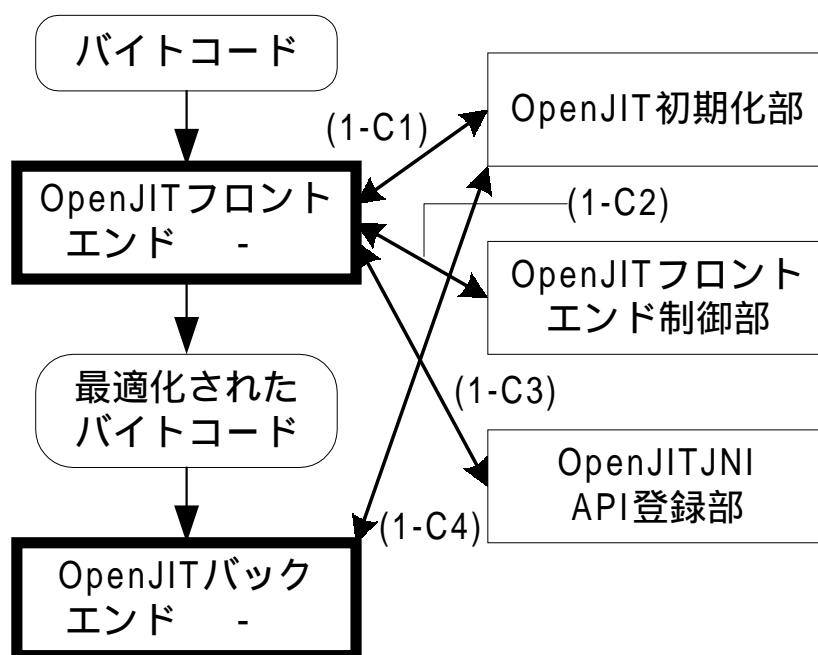 バイトコード
OpenJIT初期化部
(1-C1)
OpenJITフロント
エンド -
(1-C2)
OpenJITフロント
エンド制御部
最適化された
バイトコード
(1-C3)
OpenJITJNI
API登録部
(1-C4)
OpenJITバック
エンド -